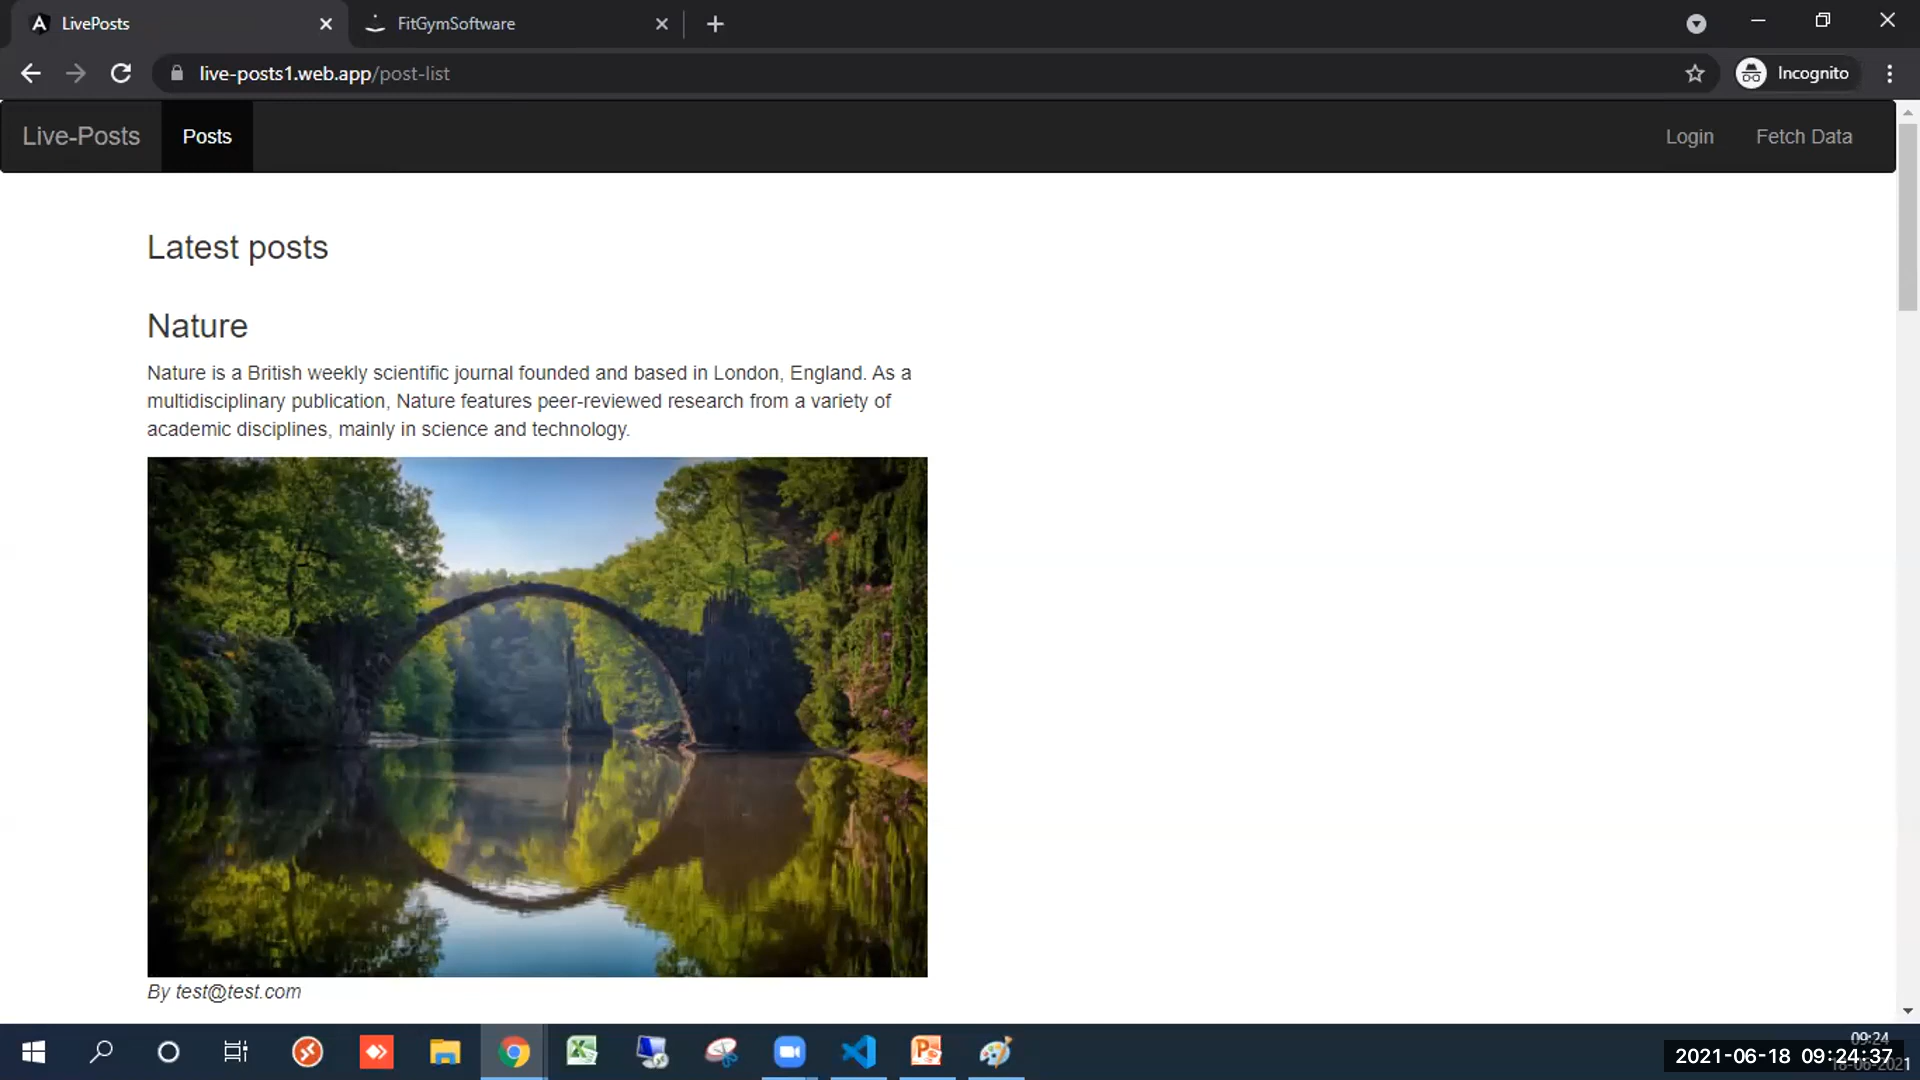 LivePosts
FitGymSoftware
live-posts1.web.app/post-list
Incognito
Live-Posts
Posts
Login
Fetch Data
Latest posts
Nature
Nature is a British weekly scientific journal founded and based in London, England. As a
multidisciplinary publication, Nature features peer-reviewed research from a variety of
academic disciplines, mainly in science and technology.
By test@test.com
09:24
2021-06-18 09:24:37
18-06-2021